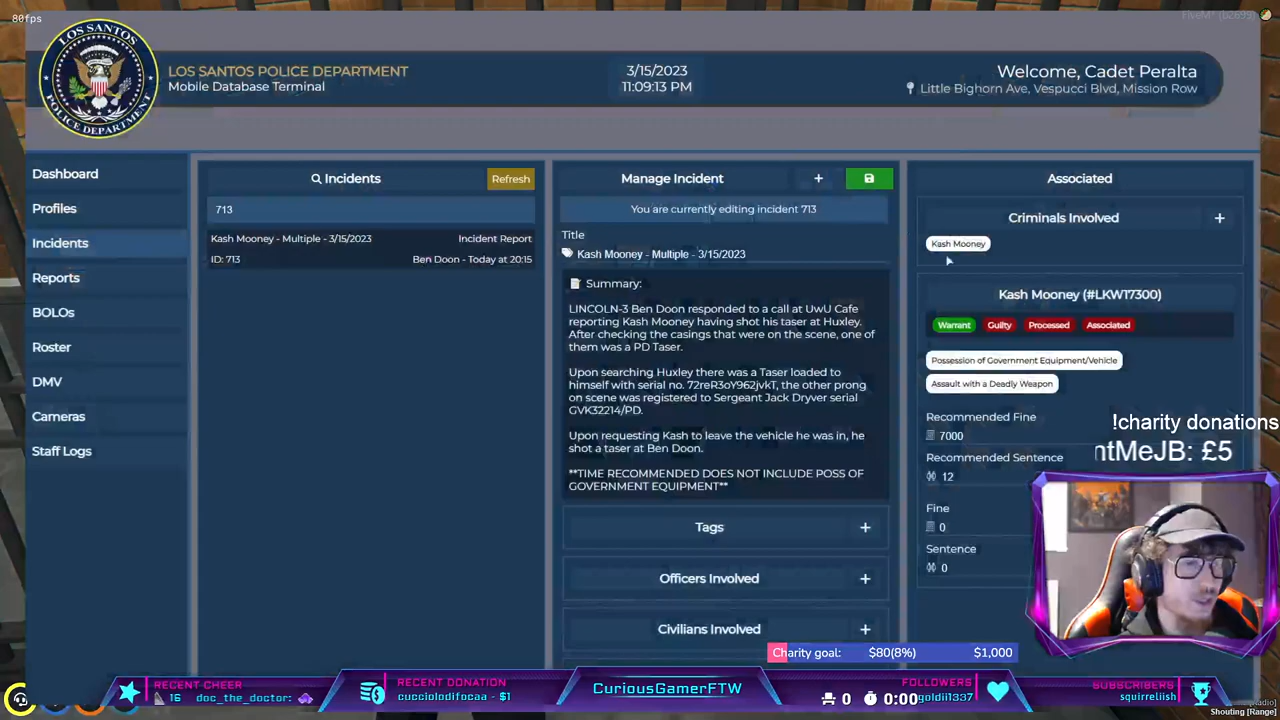 80fps
FiveM® (b2699)
LOS SANTOS
POLICE DEPARTMENT
LOS SANTOS POLICE DEPARTMENT
Mobile Database Terminal
3/15/2023
11:09:13 PM
Welcome, Cadet Peralta
Little Bighorn Ave, Vespucci Blvd, Mission Row
Dashboard
Profiles
Incidents
Reports
BOLOs
Roster
DMV
Cameras
Staff Logs
Incidents
Refresh
713
Kash Mooney - Multiple - 3/15/2023
Incident Report
ID: 713
Ben Doon - Today at 20:15
Manage Incident
+
You are currently editing incident 713
Title
Kash Mooney - Multiple - 3/15/2023
Summary:
LINCOLN-3 Ben Doon responded to a call at UwU Cafe
reporting Kash Mooney having shot his taser at Huxley.
After checking the casings that were on the scene, one of
them was a PD Taser.
Upon searching Huxley there was a Taser loaded to
himself with serial no. 72reR3oY962jvkT, the other prong
on scene was registered to Sergeant Jack Dryver serial
GVK32214/PD.
Upon requesting Kash to leave the vehicle he was in, he
shot a taser at Ben Doon.
**TIME RECOMMENDED DOES NOT INCLUDE POSS OF
GOVERNMENT EQUIPMENT**
Tags +
Officers Involved +
Civilians Involved +
Associated
Criminals Involved +
Kash Mooney
Kash Mooney (#LKW17300)
Warrant Guilty Processed Associated
Possession of Government Equipment/Vehicle
Assault with a Deadly Weapon
Recommended Fine
7000
Recommended Sentence
12
Fine
0
Sentence
0
!charity donations
ntMeJB: £5
Charity goal: $80(8%) $1,000
RECENT CHEER
15 doc_the_doctor:
RECENT DONATION
cucciolodifocaa - $1
CuriousGamerFTW
0 0:00
FOLLOWERS
goldii1337
SUBSCRIBERS
squirrellish
[Radio]
Shouting [Range]